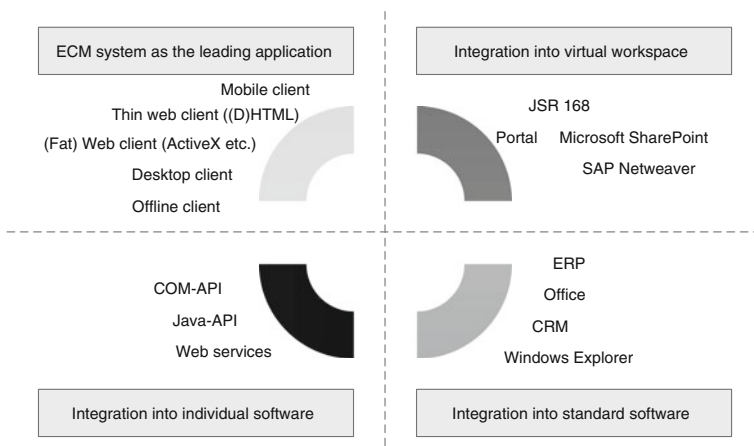 ECM system as the leading application
Mobile client
Thin web client ((D)HTML)
(Fat) Web client (ActiveX etc.)
Desktop client
Offline client
Integration into virtual workspace
JSR 168
Portal Microsoft SharePoint
SAP Netweaver
COM-API
Java-API
Web services
Integration into individual software
ERP
Office
CRM
Windows Explorer
Integration into standard software